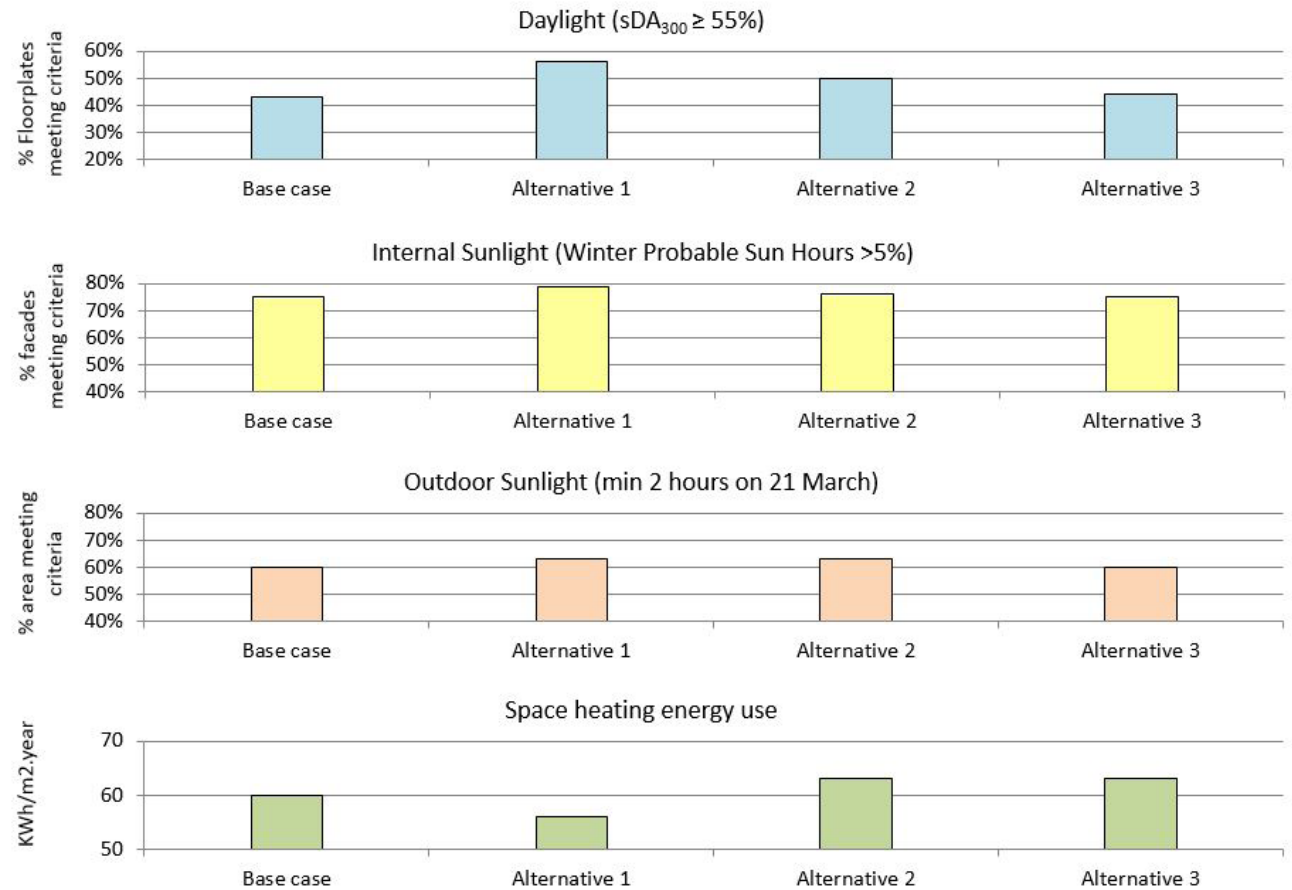 Daylight (sDA300 ≥ 55%)
% Floorplates
meeting criteria
60%
50%
40%
30%
20%
Base case Alternative 1 Alternative 2 Alternative 3
Internal Sunlight (Winter Probable Sun Hours >5%)
% facades
meeting criteria
80%
70%
60%
50%
40%
Base case Alternative 1 Alternative 2 Alternative 3
Outdoor Sunlight (min 2 hours on 21 March)
% area meeting
criteria
80%
70%
60%
50%
40%
Base case Alternative 1 Alternative 2 Alternative 3
Space heating energy use
KWh/m2.year
70
60
50
Base case Alternative 1 Alternative 2 Alternative 3